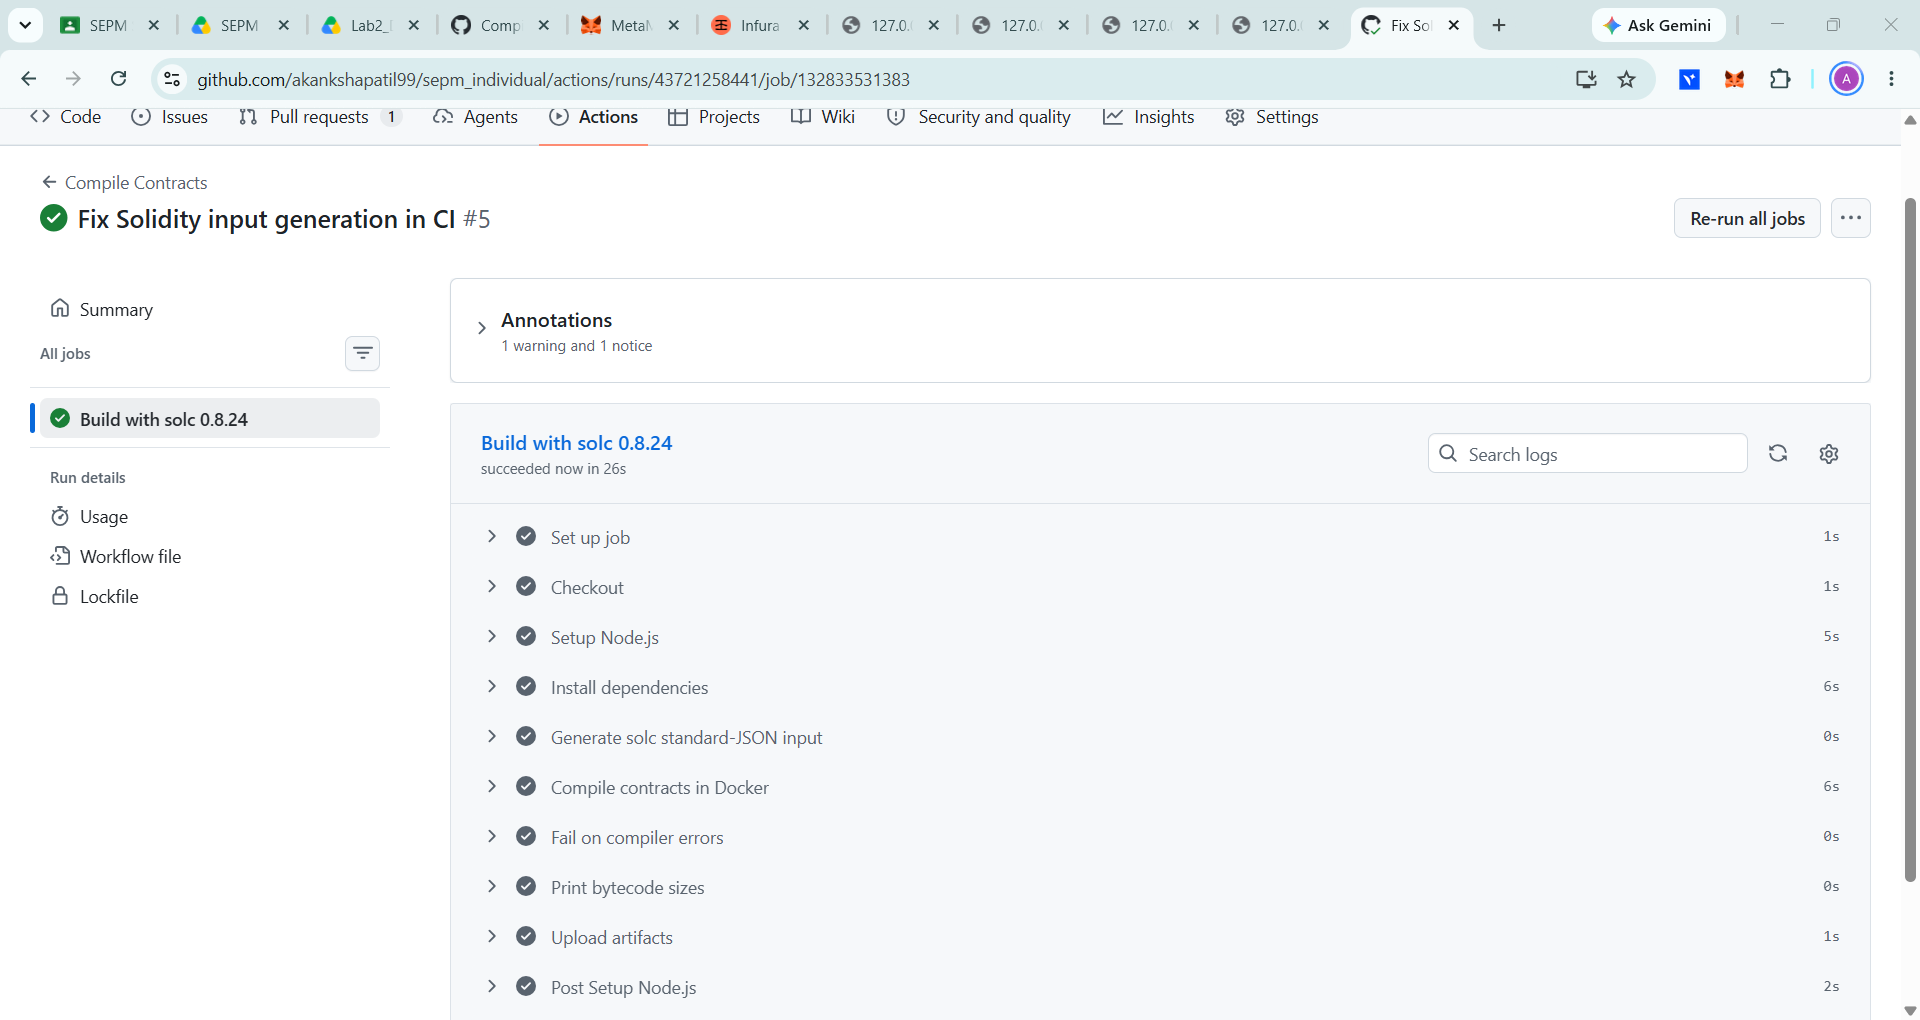 SEPM
SEPM
Lab2_
Comp
MetaM
Infura
127.0.
127.0.
127.0.
127.0.
Fix So
Ask Gemini
github.com/akankshapatil99/sepm_individual/actions/runs/43721258441/job/132833531383
A
Code
Issues
Pull requests 1
Agents
Actions
Projects
Wiki
Security and quality
Insights
Settings
Compile Contracts
Fix Solidity input generation in CI #5
Re-run all jobs
Summary
All jobs
Build with solc 0.8.24
Run details
Usage
Workflow file
Lockfile
Annotations
1 warning and 1 notice
Build with solc 0.8.24
succeeded now in 26s
Search logs
Set up job 1s
Checkout 1s
Setup Node.js 5s
Install dependencies 6s
Generate solc standard-JSON input 0s
Compile contracts in Docker 6s
Fail on compiler errors 0s
Print bytecode sizes 0s
Upload artifacts 1s
Post Setup Node.js 2s